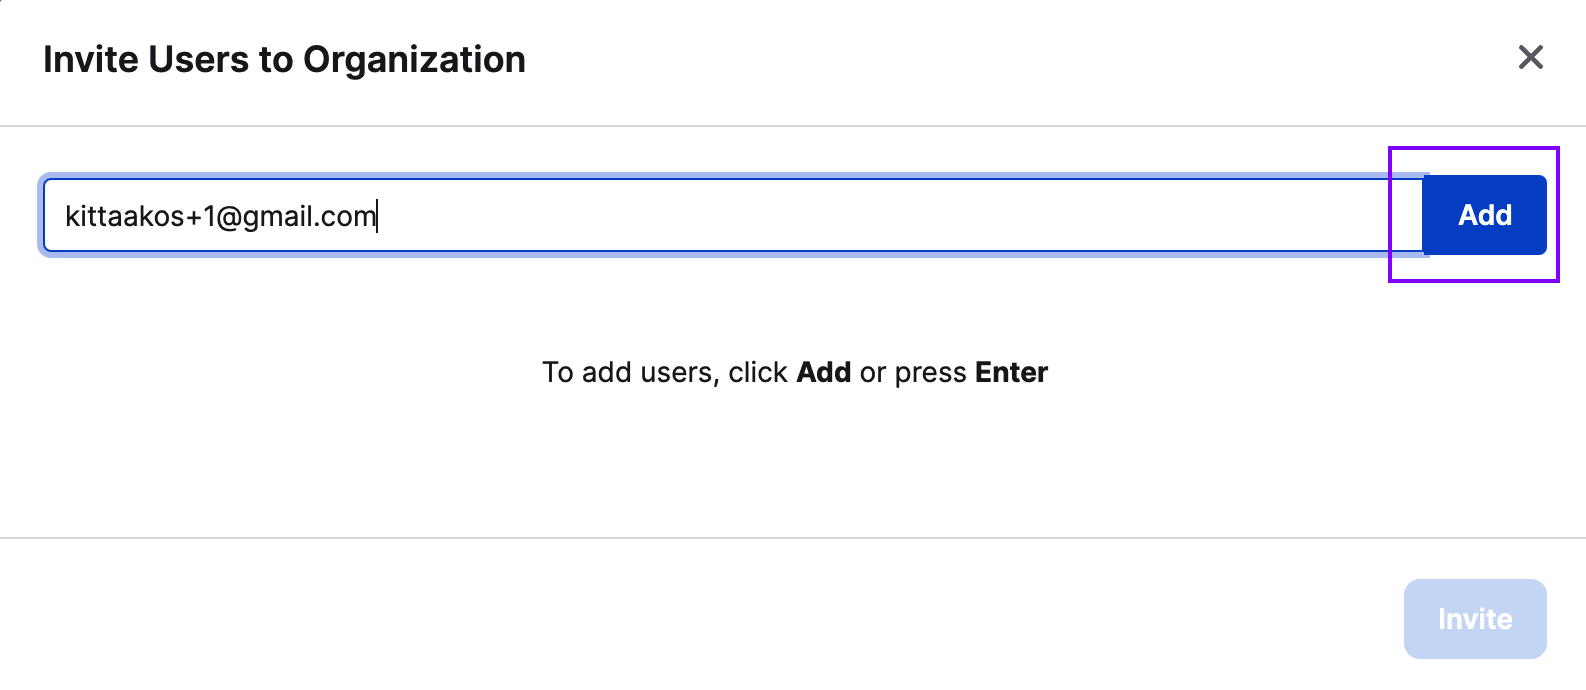 Invite Users to Organization
kittaakos+1@gmail.com
Add
To add users, click Add or press Enter
Invite